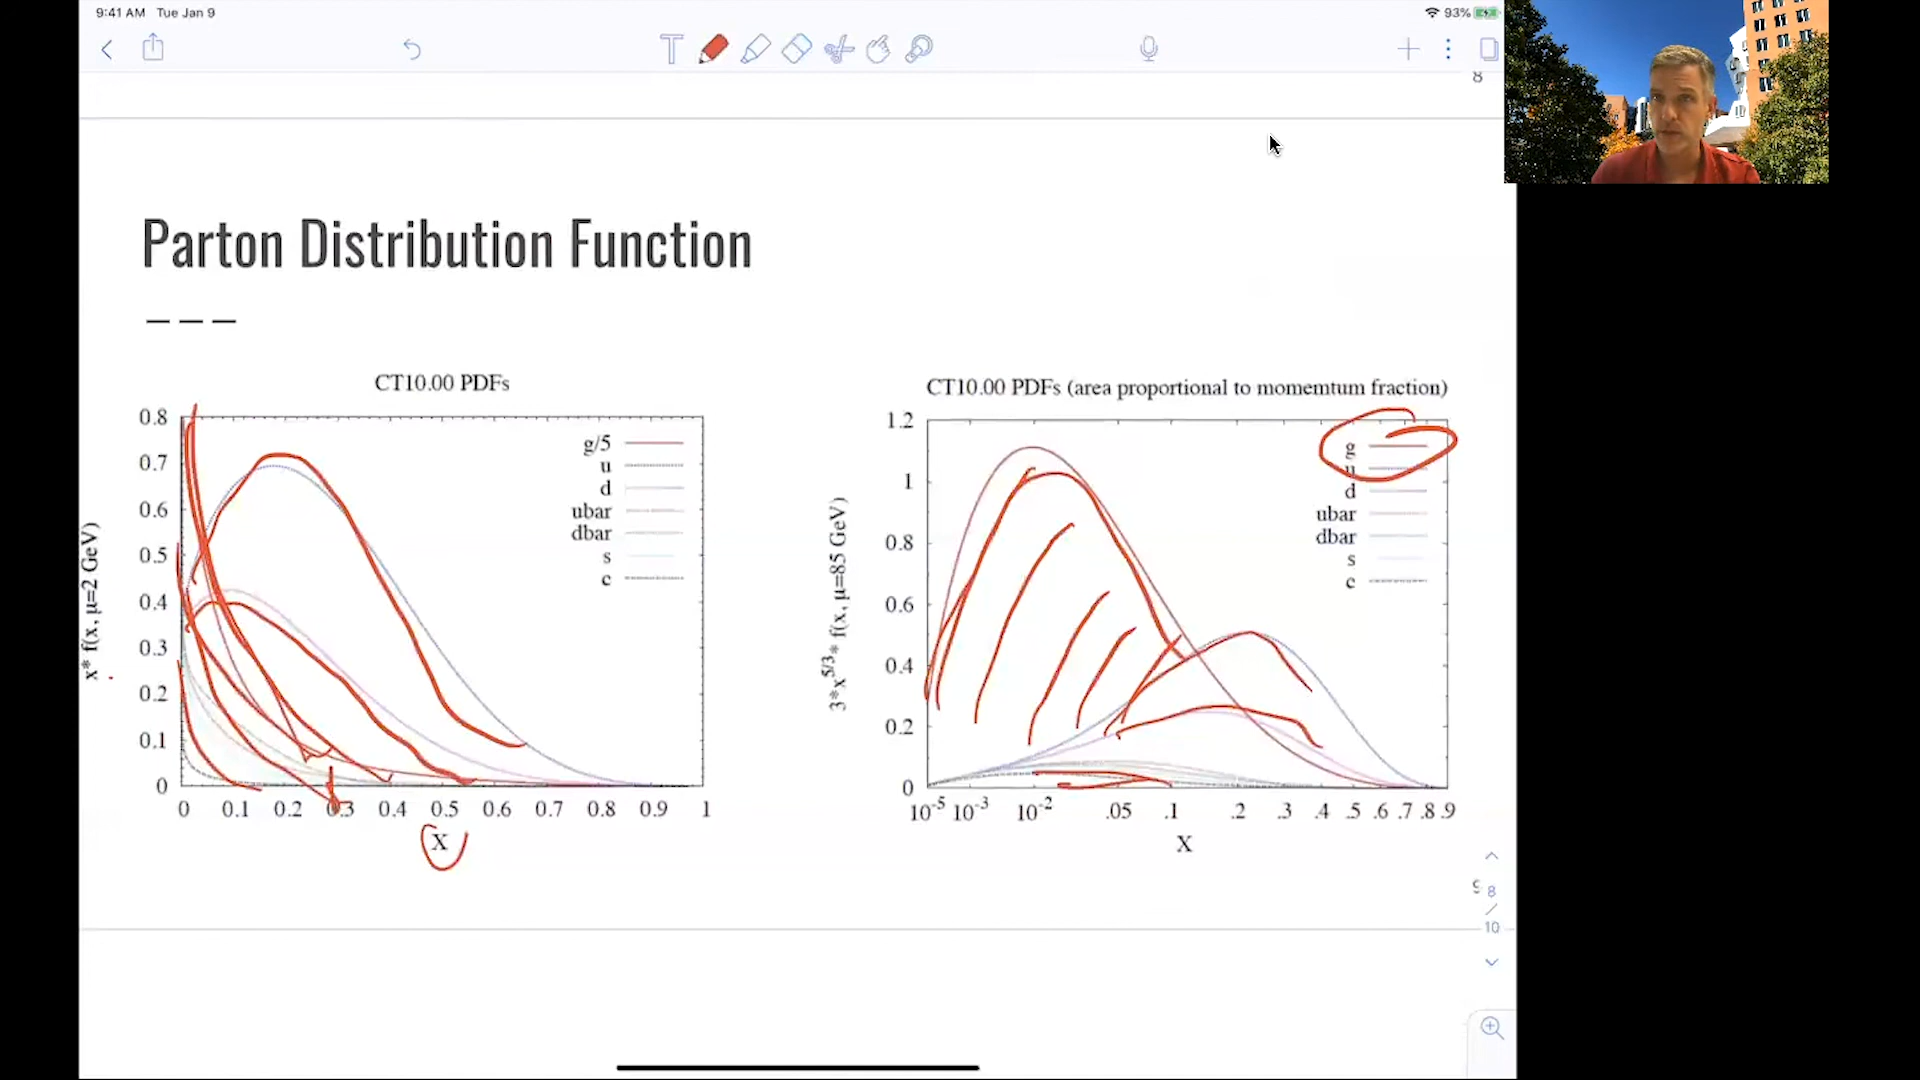 9:41 AM Tue Jan 9
93%
8
Parton Distribution Function
CT10.00 PDFs
0.8
0.7
0.6
0.5
0.4
0.3
0.2
0.1
0
x* f(x, μ=2 GeV)
g/5
u
d
ubar
dbar
s
c
0 0.1 0.2 0.3 0.4 0.5 0.6 0.7 0.8 0.9 1
X
CT10.00 PDFs (area proportional to momemtum fraction)
1.2
1
0.8
0.6
0.4
0.2
0
3*x^5/3* f(x, μ=85 GeV)
g
u
d
ubar
dbar
s
c
10^-5 10^-3 10^-2 .05 .1 .2 .3 .4 .5 .6 .7 .8 .9
X
9
8
/
10